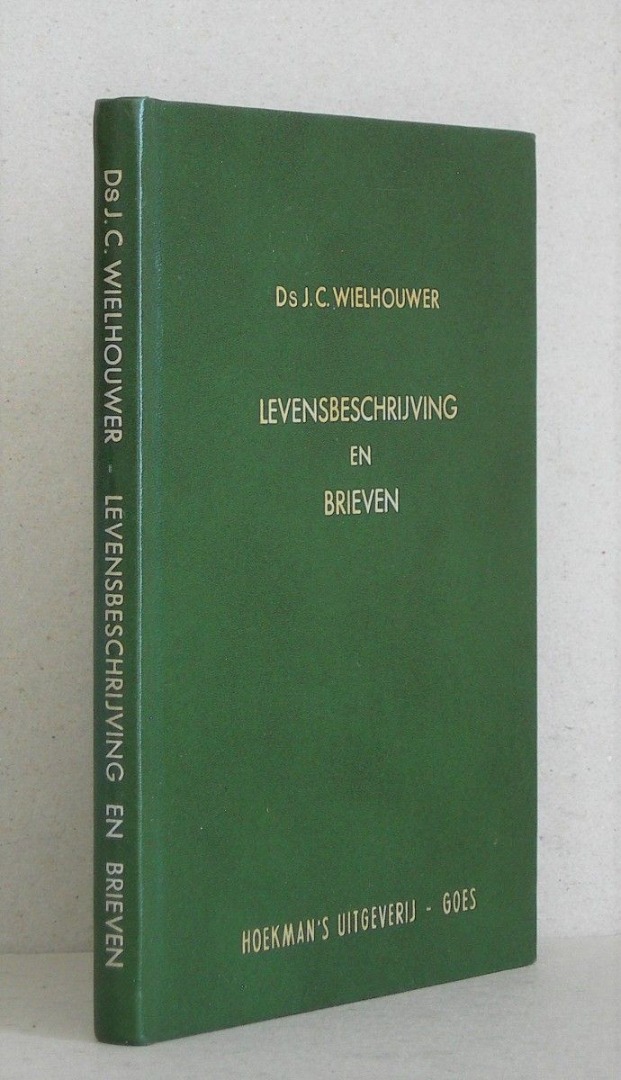 Ds J. C. WIELHOUWER - LEVENSBESCHRIJVING EN BRIEVEN
Ds J. C. WIELHOUWER
LEVENSBESCHRIJVING
EN
BRIEVEN
HOEKMAN'S UITGEVERIJ - GOES